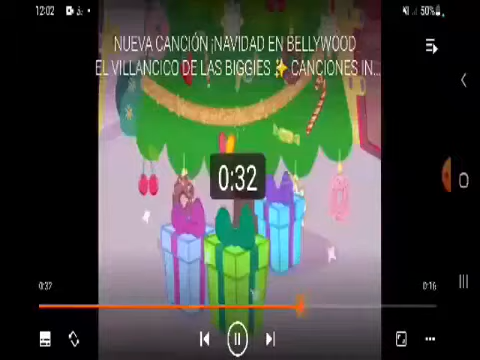 12:02
50%
NUEVA CANCIÓN ¡NAVIDAD EN BELLYWOOD
EL VILLANCICO DE LAS BIGGIES ✨ CANCIONES IN...
0:32
0:32
0:16